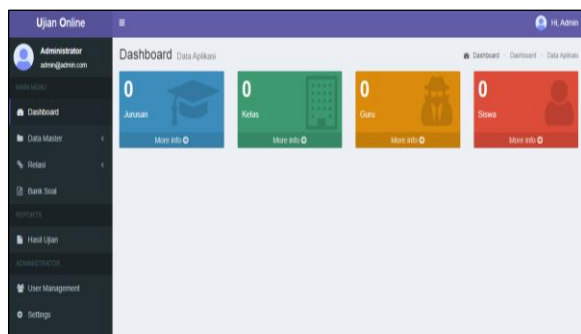 Ujian Online
Hi, Admin
Administrator
admin@admin.com
MAIN MENU
Dashboard
Data Master
Relasi
Bank Soal
REPORTS
Hasil Ujian
ADMINISTRATOR
User Management
Settings
Dashboard Data Aplikasi
Dashboard > Dashboard > Data Aplikasi
0
Jurusan
More info
0
Kelas
More info
0
Guru
More info
0
Siswa
More info